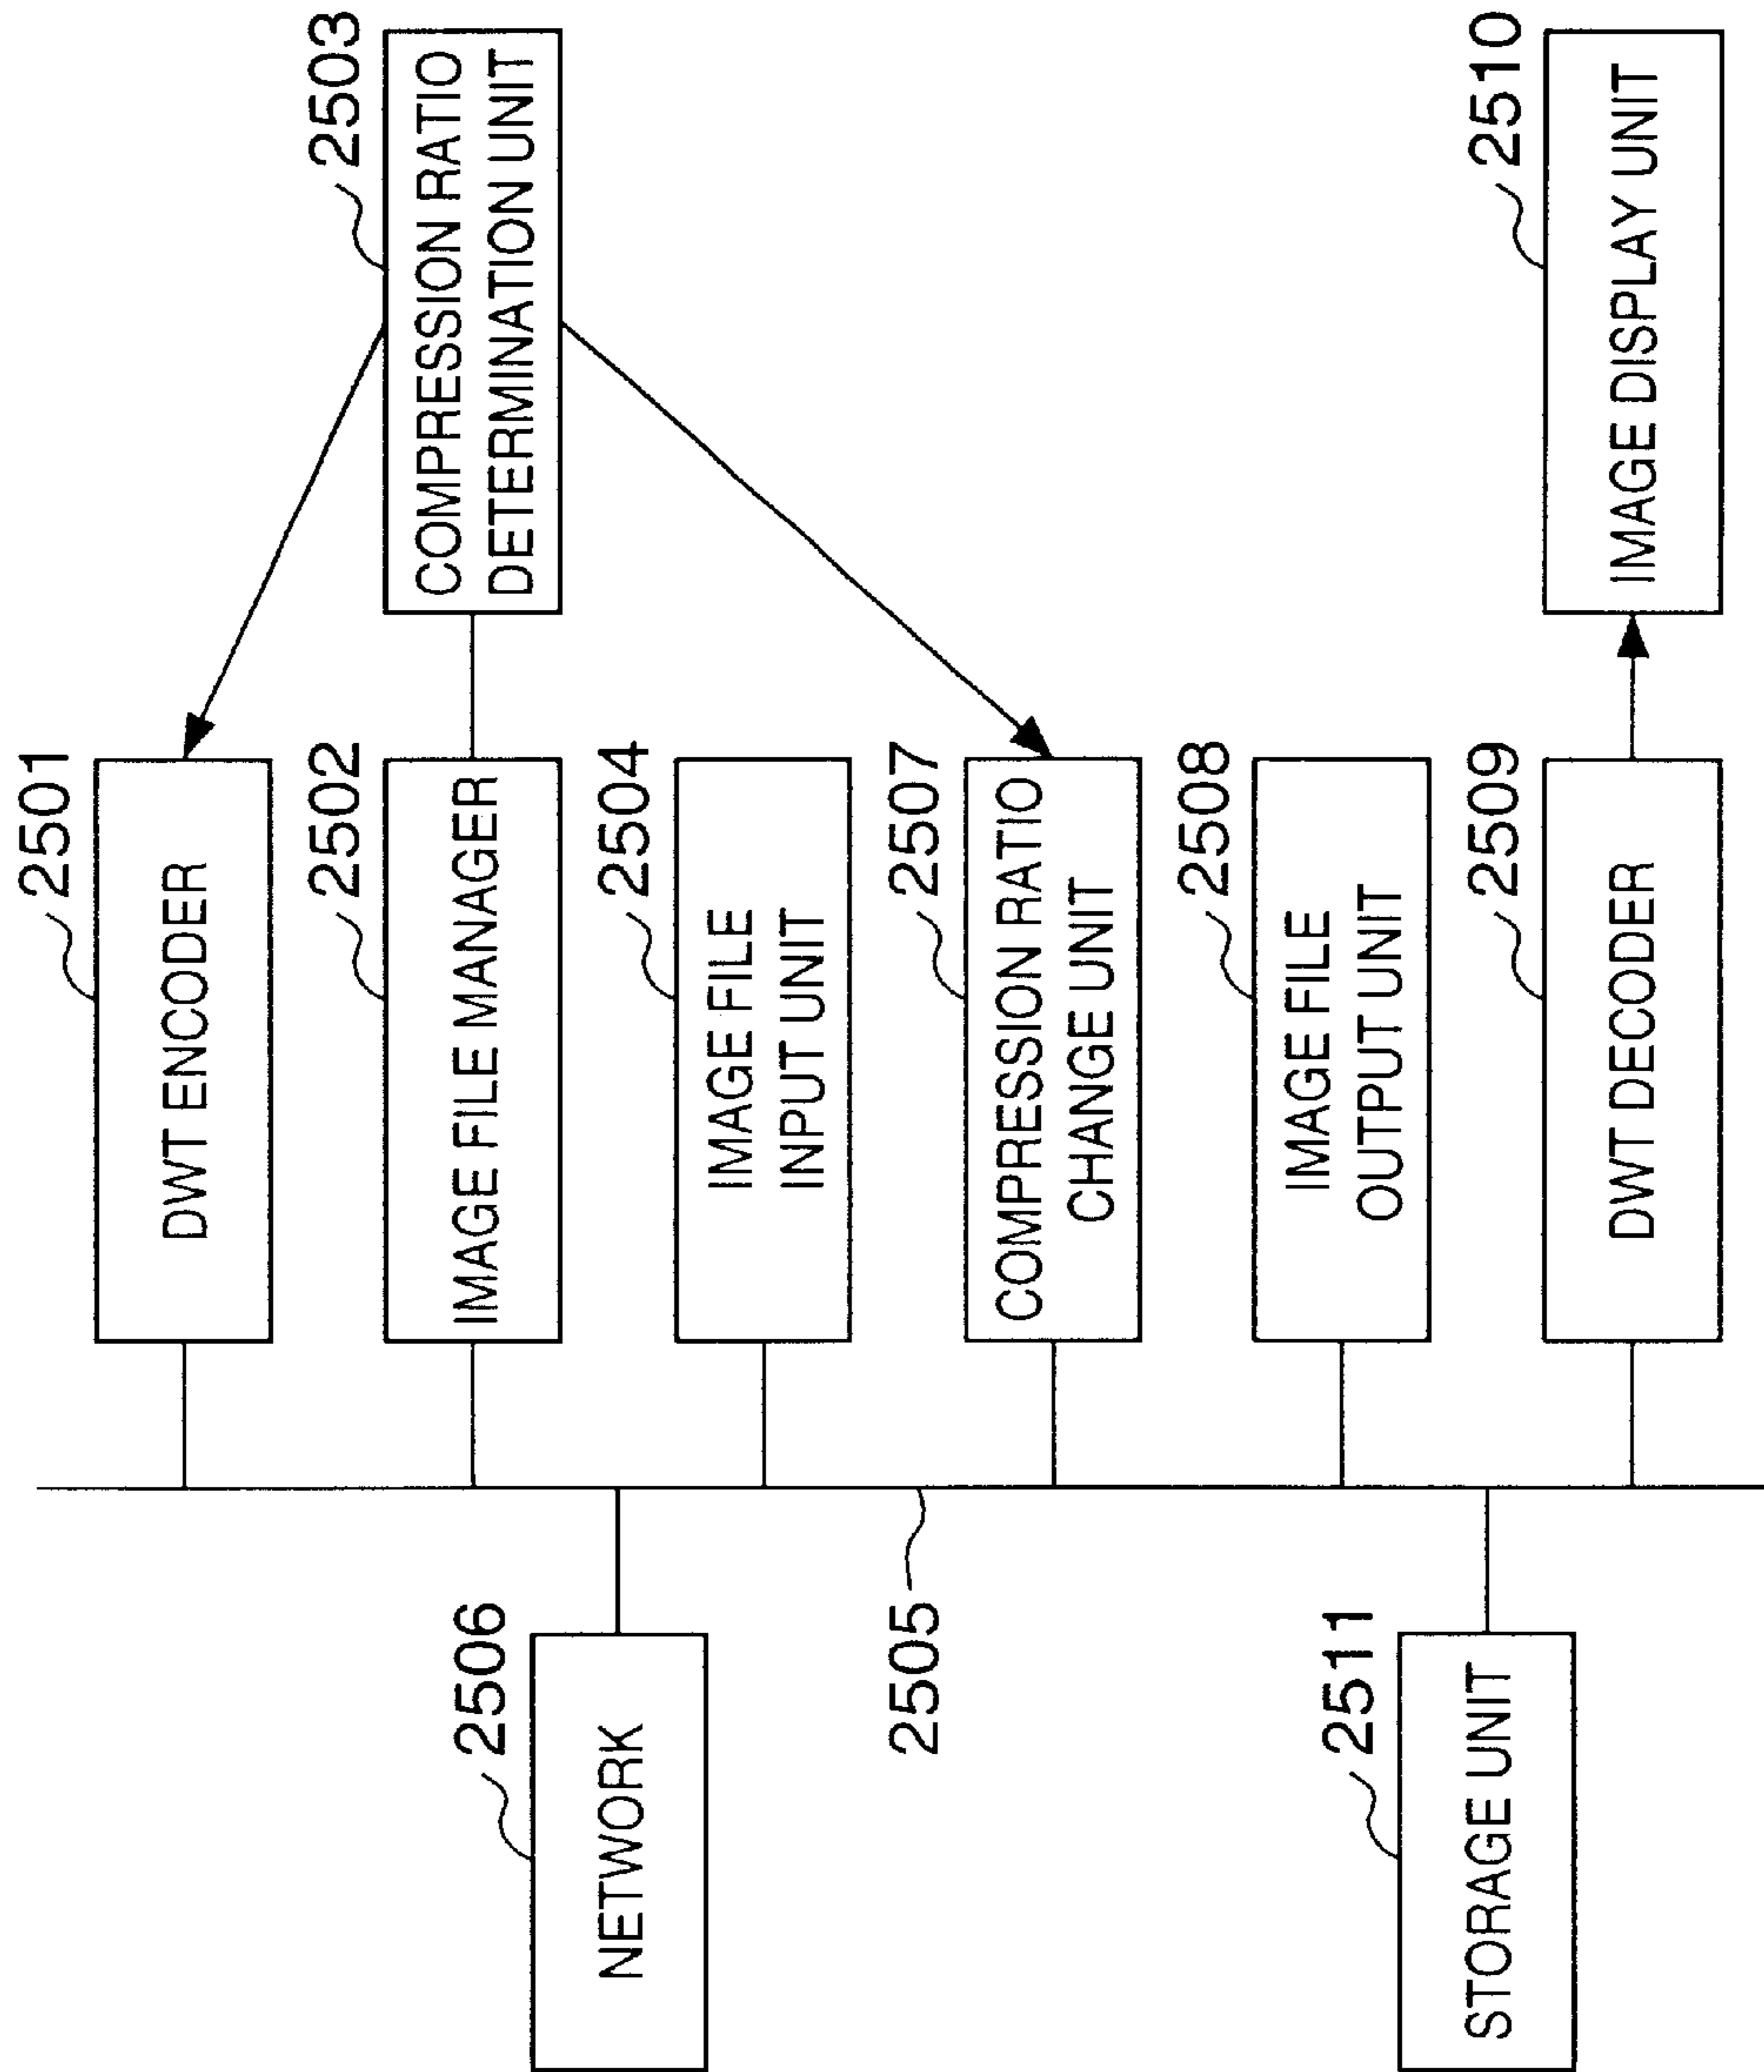 2506
NETWORK
2505
2511
STORAGE UNIT
2501
DWT ENCODER
2502
IMAGE FILE MANAGER
2504
IMAGE FILE
INPUT UNIT
2507
COMPRESSION RATIO
CHANGE UNIT
2508
IMAGE FILE
OUTPUT UNIT
2509
DWT DECODER
2503
COMPRESSION RATIO
DETERMINATION UNIT
2510
IMAGE DISPLAY UNIT